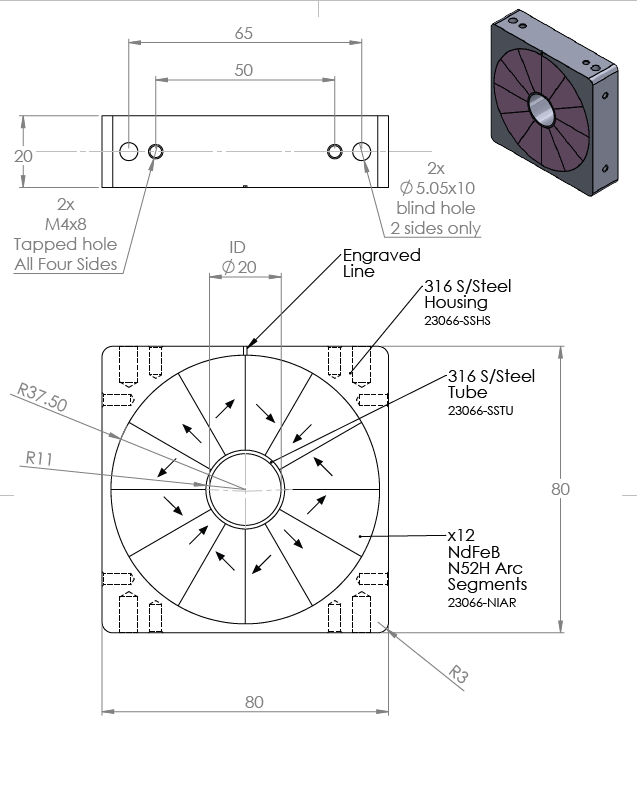 65
50
20
2x
M4x8
Tapped hole
All Four Sides
2x
∅5.05x10
blind hole
2 sides only
ID
∅20
Engraved
Line
316 S/Steel
Housing
23066-SSHS
316 S/Steel
Tube
23066-SSTU
R37.50
R11
80
x12
NdFeB
N52H Arc
Segments
23066-NIAR
R3
80